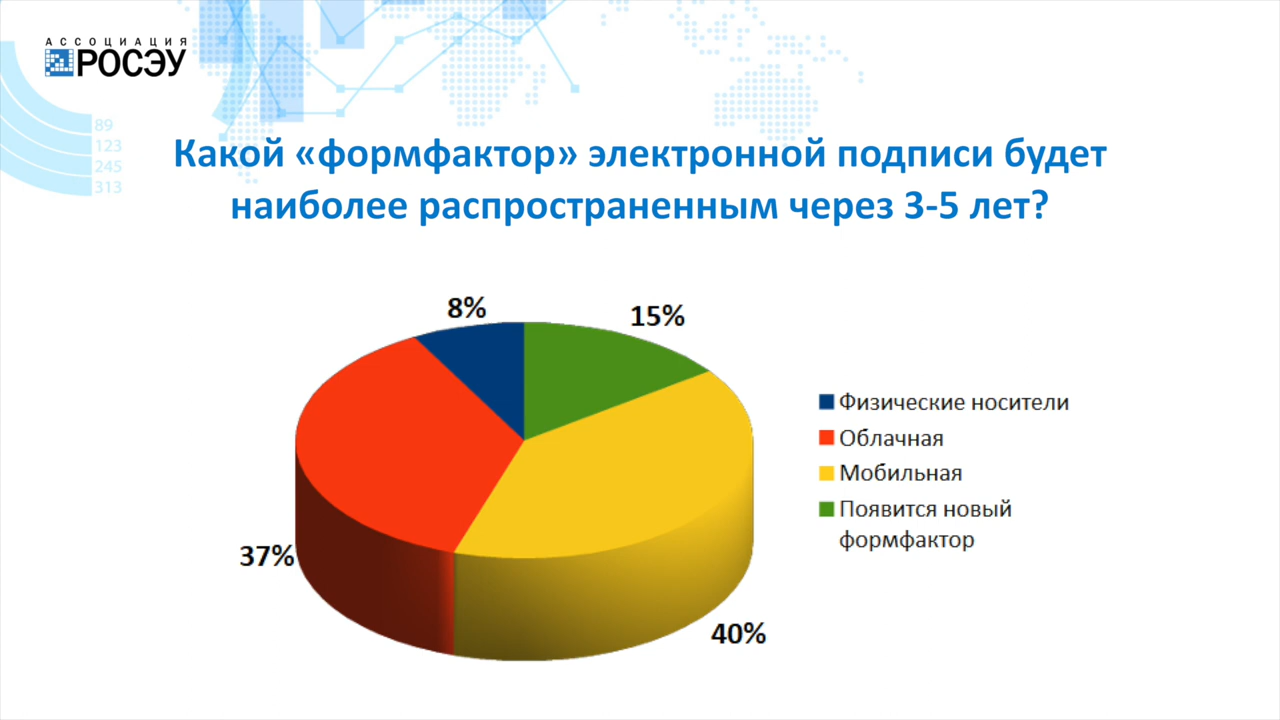 АССОЦИАЦИЯ
РОСЭУ
89
123
245
313
Какой «формфактор» электронной подписи будет
наиболее распространенным через 3-5 лет?
8%
15%
37%
40%
Физические носители
Облачная
Мобильная
Появится новый
формфактор